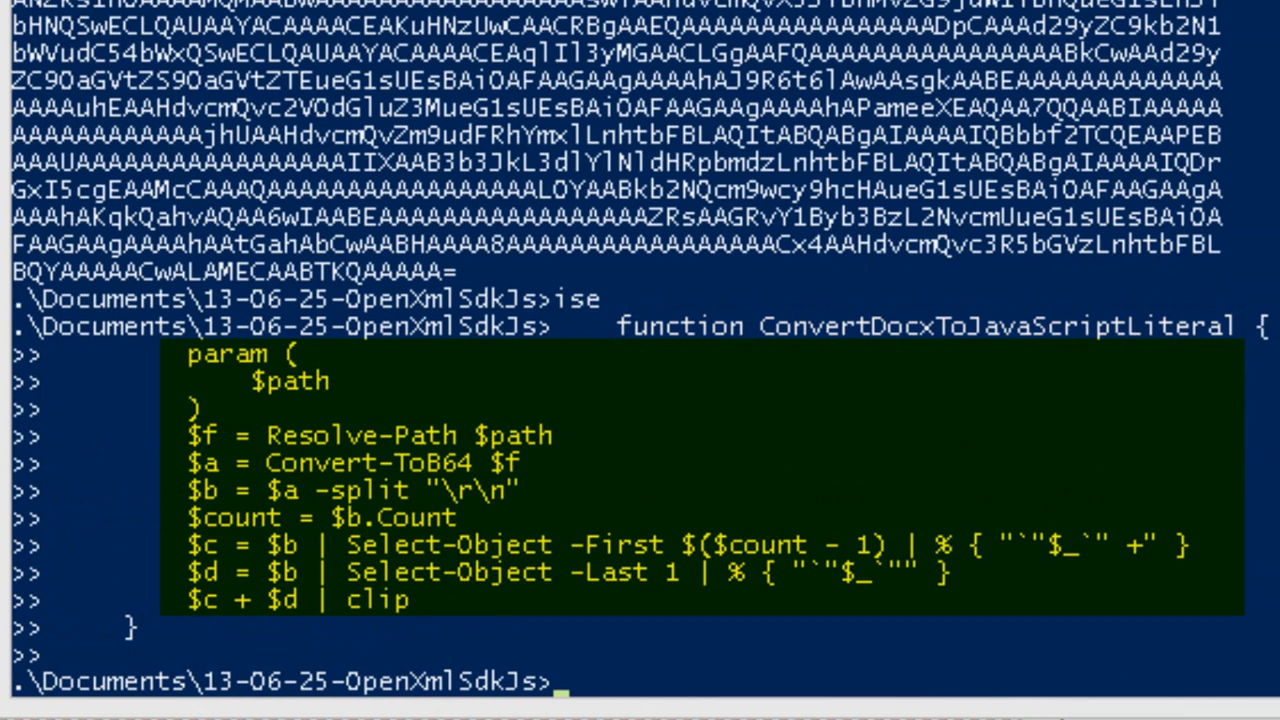 bHNQSwECLQAUAAYACAAAACEAKuHNzUwCAACRBgAAEQAAAAAAAAAAAAAAAAADpCAAAd29yZC9kb2N1
bWVudC54bWxQSwECLQAUAAYACAAAACEAqlIl3yMGAACLGgAAFQAAAAAAAAAAAAAAAABkCwAAd29y
ZC90aGVtZS90aGVtZTEueG1sUEsBAi0AFAAGAAgAAAAhAJ9R6t6lAwAAsgkAABEAAAAAAAAAAAAA
AAAAuhEAAHdvcmQvc2V0dGluZ3MueG1sUEsBAi0AFAAGAAgAAAAhAPameeXEAQAA7QQAABIAAAAA
AAAAAAAAAAAAjhUAAHdvcmQvZm9udFRhYmxlLnhtbFBLAQItABQABgAIAAAAIQBbbf2TCQEAAPEB
AAAUAAAAAAAAAAAAAAAAAIIXAAB3b3JkL3dlYlNldHRpbmdzLnhtbFBLAQItABQABgAIAAAAIQDr
GxI5cgEAAMcCAAAQAAAAAAAAAAAAAAAAALOYAABkb2NQcm9wcy9hcHAueG1sUEsBAi0AFAAGAAgA
AAAhAKqkQahvAQAA6wIAABEAAAAAAAAAAAAAAAAAZRsAAGRvY1Byb3BzL2NvcmUueG1sUEsBAi0A
FAAGAAgAAAAhAAtGahAbCwAABHAAAA8AAAAAAAAAAAAAAAAACx4AAHdvcmQvc3R5bGVzLnhtbFBL
BQYAAAAACwALAMECAABTKQAAAAA=
.\Documents\13-06-25-OpenXmlSdkJs>ise
.\Documents\13-06-25-OpenXmlSdkJs>    function ConvertDocxToJavaScriptLiteral {
>>         param (
>>             $path
>>         )
>>         $f = Resolve-Path $path
>>         $a = Convert-ToB64 $f
>>         $b = $a -split "\r\n"
>>         $count = $b.Count
>>         $c = $b | Select-Object -First $($count - 1) | % { "`"$_`" +" }
>>         $d = $b | Select-Object -Last 1 | % { "`"$_`"" }
>>         $c + $d | clip
>>     }
>>
.\Documents\13-06-25-OpenXmlSdkJs>